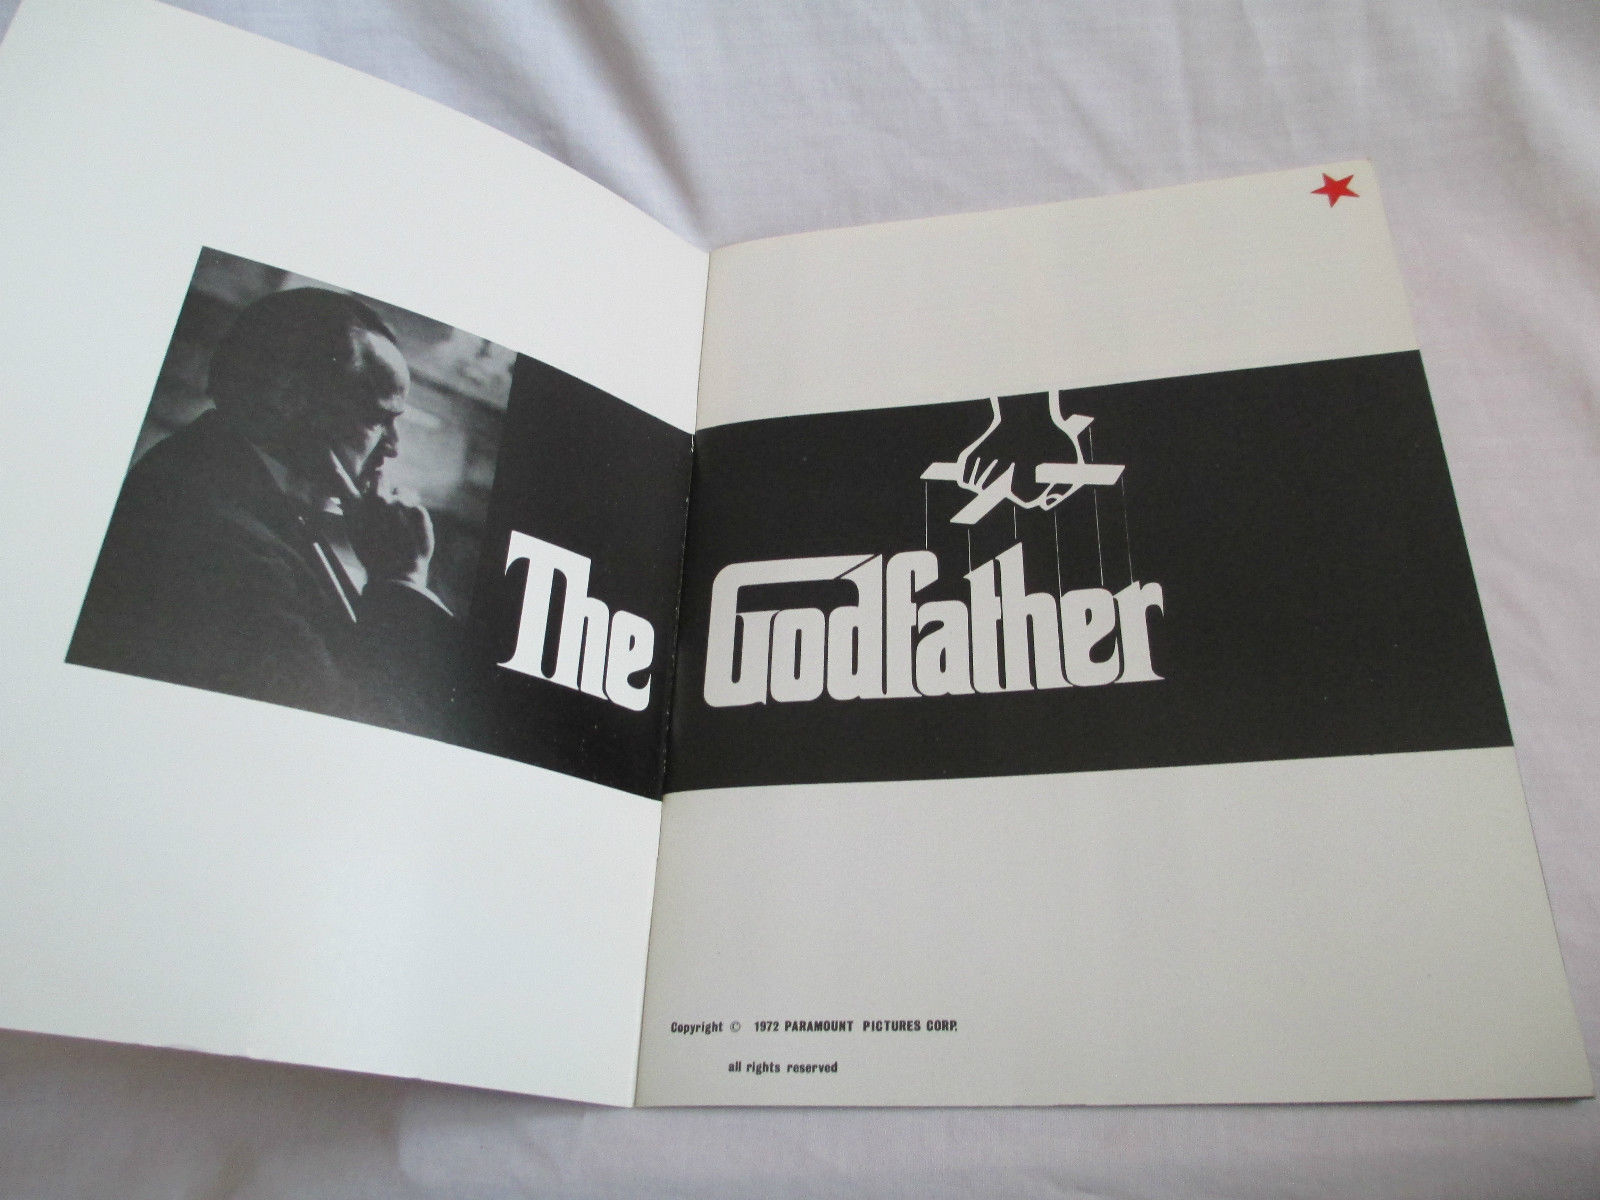 The Godfather
Copyright © 1972 PARAMOUNT PICTURES CORP.
all rights reserved